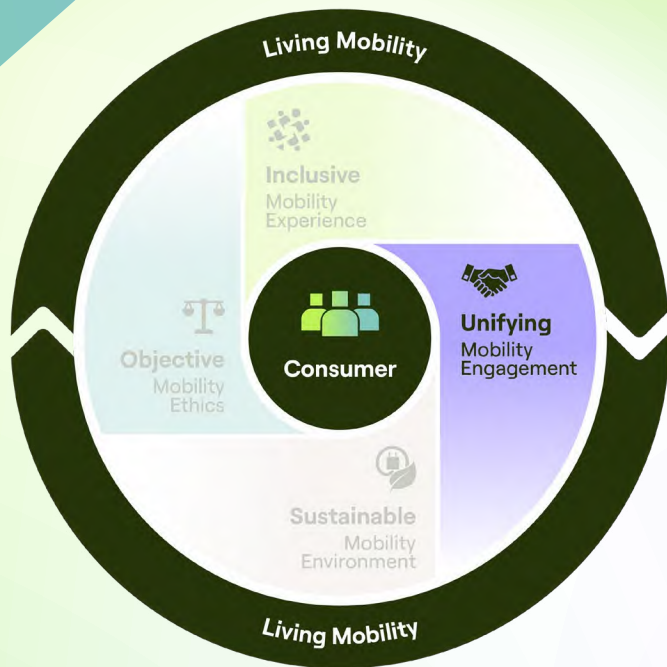 Living Mobility
Inclusive
Mobility
Experience
Unifying
Mobility
Engagement
Consumer
Objective
Mobility
Ethics
Sustainable
Mobility
Environment
Living Mobility